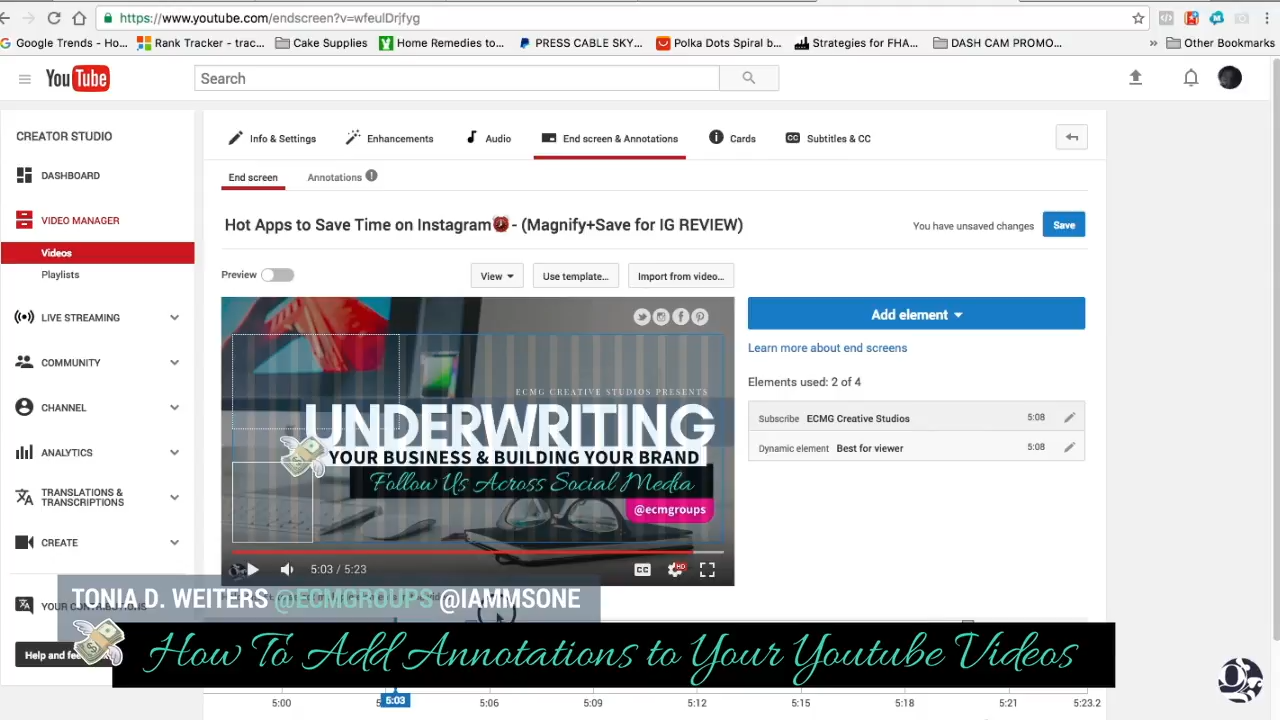 https://www.youtube.com/endscreen?v=wfeulDrjfyg
Google Trends - Ho...
Rank Tracker - trac...
Cake Supplies
Home Remedies to...
PRESS CABLE SKY...
Polka Dots Spiral b...
Strategies for FHA...
DASH CAM PROMO...
» Other Bookmarks
YouTube
Search
CREATOR STUDIO
DASHBOARD
VIDEO MANAGER
Videos
Playlists
LIVE STREAMING
COMMUNITY
CHANNEL
ANALYTICS
TRANSLATIONS &
TRANSCRIPTIONS
CREATE
YOUR CONTRIBUTIONS
Help and fee
Info & Settings
Enhancements
Audio
End screen & Annotations
Cards
CC Subtitles & CC
End screen
Annotations
Hot Apps to Save Time on Instagram - (Magnify+Save for IG REVIEW)
You have unsaved changes
Save
Preview
View
Use template...
Import from video...
ECMG CREATIVE STUDIOS PRESENTS
UNDERWRITING
YOUR BUSINESS & BUILDING YOUR BRAND
Follow Us Across Social Media
@ecmgroups
5:03 / 5:23
CC
HD
Add element
Learn more about end screens
Elements used: 2 of 4
Subscribe ECMG Creative Studios 5:08
Dynamic element Best for viewer 5:08
TONIA D. WEITERS @ECMGROUPS @IAMMSONE
How To Add Annotations to Your Youtube Videos
5:00
5:03
5:06
5:09
5:12
5:15
5:18
5:21
5:23.2